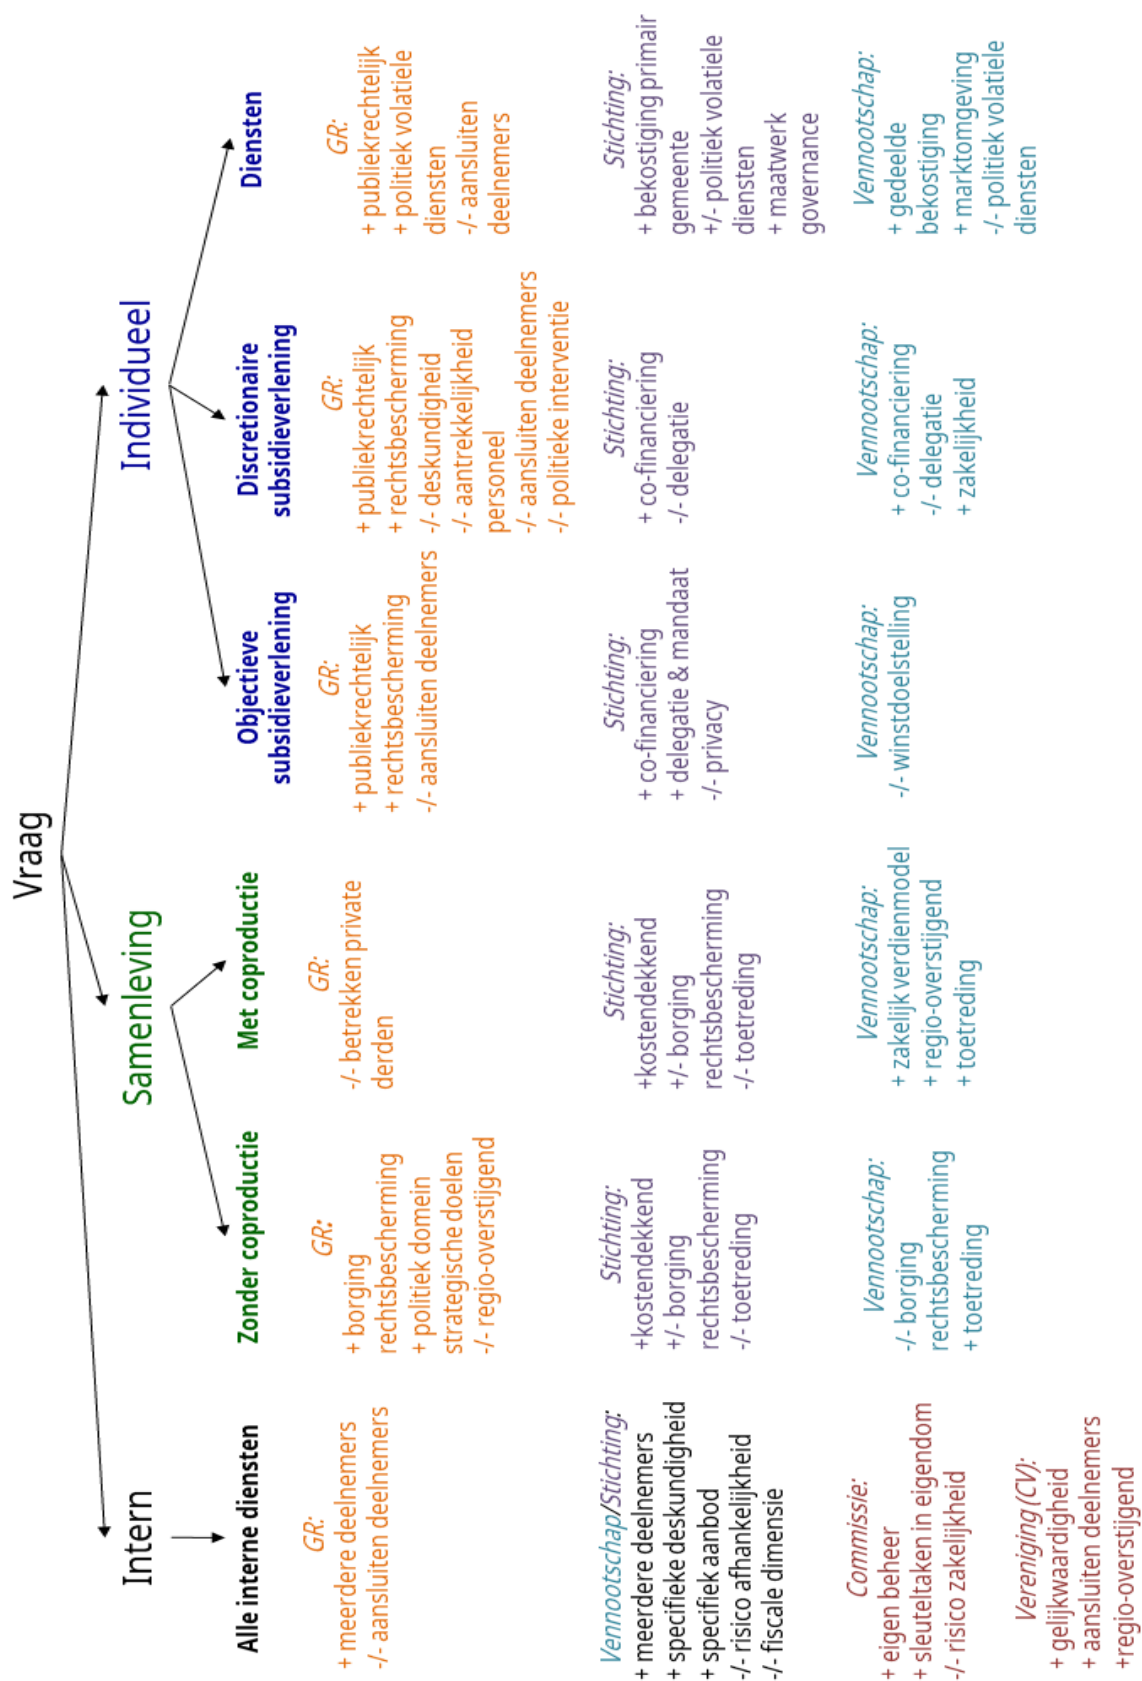 Vraag
Intern
Samenleving
Individueel
Alle interne diensten
Zonder coproductie
Met coproductie
Objectieve
subsidieverlening
Discretionaire
subsidieverlening
Diensten
GR:
+ meerdere deelnemers
-/- aansluiten deelnemers
GR:
+ borging
rechtsbescherming
+ politiek domein
strategische doelen
-/- regio-overstijgend
GR:
-/- betrekken private
derden
GR:
+ publiekrechtelijk
+ rechtsbescherming
-/- aansluiten deelnemers
GR:
+ publiekrechtelijk
+ rechtsbescherming
-/- deskundigheid
-/- aantrekkelijkheid
personeel
-/- aansluiten deelnemers
-/- politieke interventie
GR:
+ publiekrechtelijk
+ politiek volatiele
diensten
-/- aansluiten
deelnemers
Vennootschap/Stichting:
+ meerdere deelnemers
+ specifieke deskundigheid
+ specifiek aanbod
-/- risico afhankelijkheid
-/- fiscale dimensie
Stichting:
+kostendekkend
+/- borging
rechtsbescherming
-/- toetreding
Stichting:
+kostendekkend
+/- borging
rechtsbescherming
-/- toetreding
Stichting:
+ co-financiering
+ delegatie & mandaat
-/- privacy
Stichting:
+ co-financiering
-/- delegatie
Stichting:
+ bekostiging primair
gemeente
+/- politiek volatiele
diensten
+ maatwerk
governance
Commissie:
+ eigen beheer
+ sleuteltaken in eigendom
-/- risico zakelijkheid
Vennootschap:
-/- borging
rechtsbescherming
+ toetreding
Vennootschap:
+ zakelijk verdienmodel
+ regio-overstijgend
+ toetreding
Vennootschap:
-/- winstdoelstelling
Vennootschap:
+ co-financiering
-/- delegatie
+ zakelijkheid
Vennootschap:
+ gedeelde
bekostiging
+ marktomgeving
-/- politiek volatiele
diensten
Vereniging (CV):
+ gelijkwaardigheid
+ aansluiten deelnemers
+regio-overstijgend